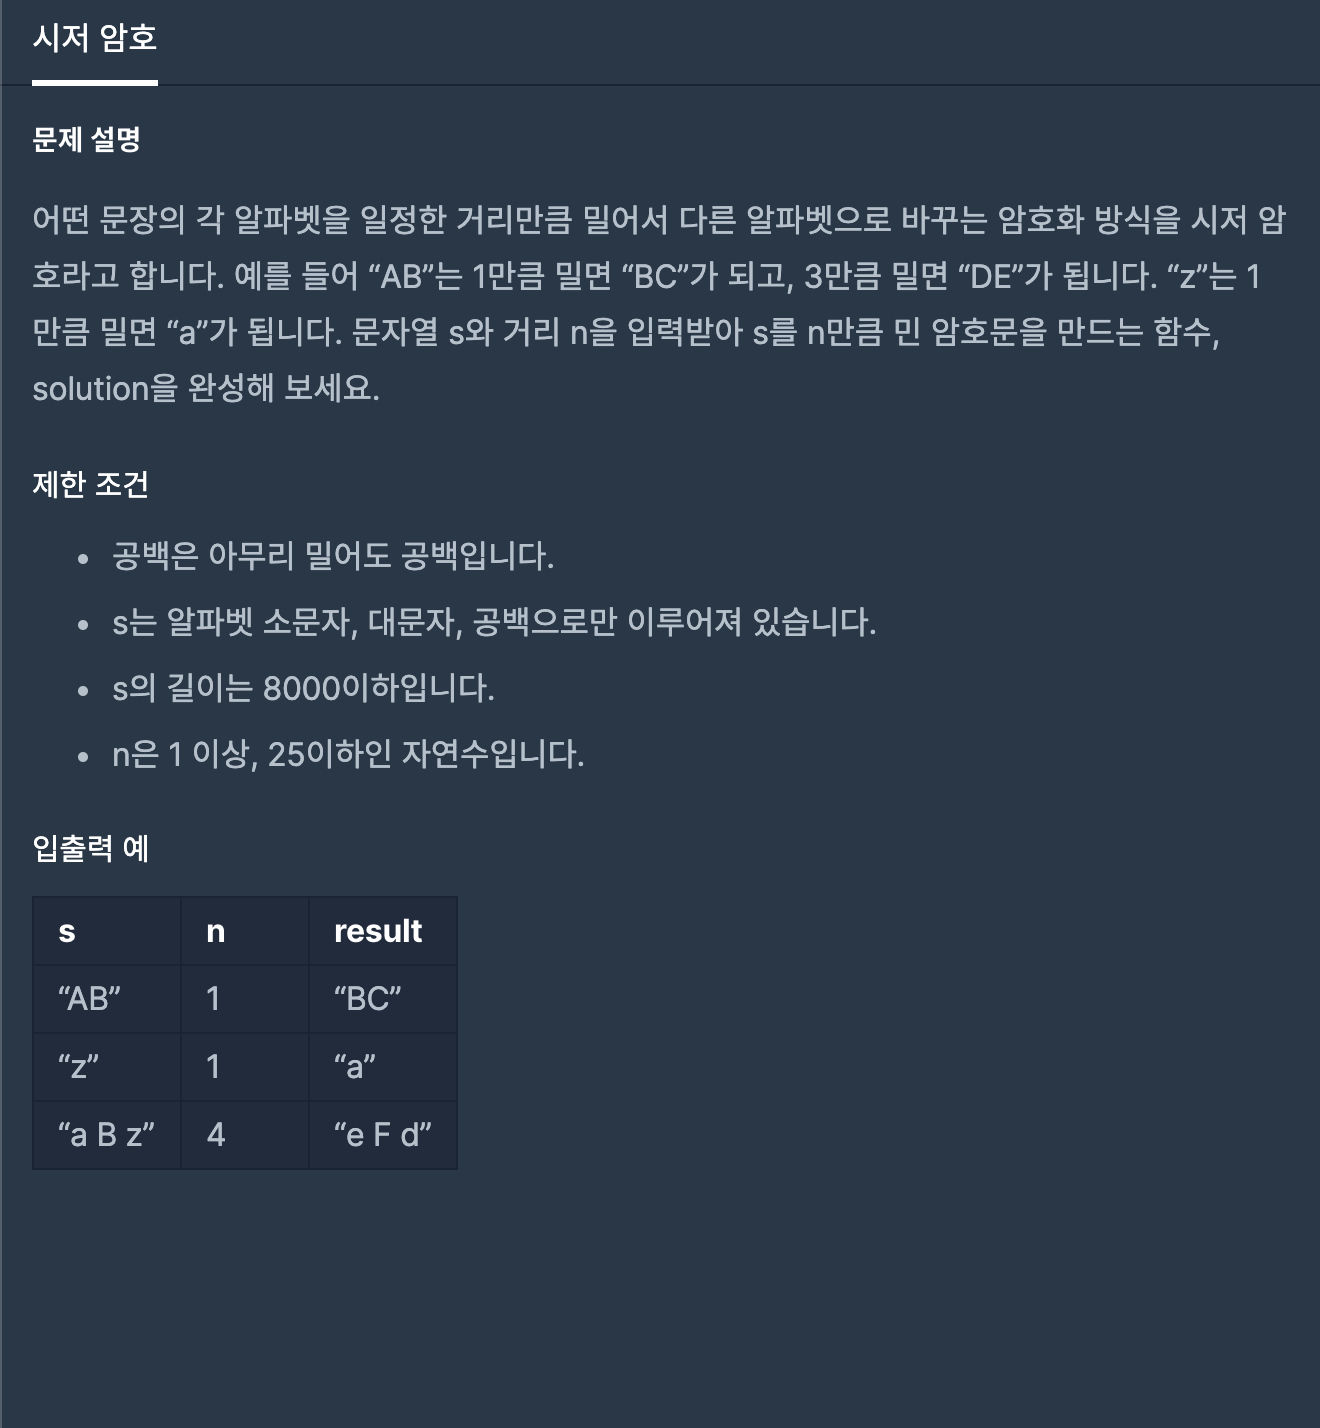 시저 암호
문제 설명
어떤 문장의 각 알파벳을 일정한 거리만큼 밀어서 다른 알파벳으로 바꾸는 암호화 방식을 시저 암
호라고 합니다. 예를 들어 “AB”는 1만큼 밀면 “BC”가 되고, 3만큼 밀면 “DE”가 됩니다. “z”는 1
만큼 밀면 “a”가 됩니다. 문자열 s와 거리 n을 입력받아 s를 n만큼 민 암호문을 만드는 함수,
solution을 완성해 보세요.
제한 조건
• 공백은 아무리 밀어도 공백입니다.
• s는 알파벳 소문자, 대문자, 공백으로만 이루어져 있습니다.
• s의 길이는 8000이하입니다.
• n은 1 이상, 25이하인 자연수입니다.
입출력 예
s n result
“AB” 1 “BC”
“z” 1 “a”
“a B z” 4 “e F d”